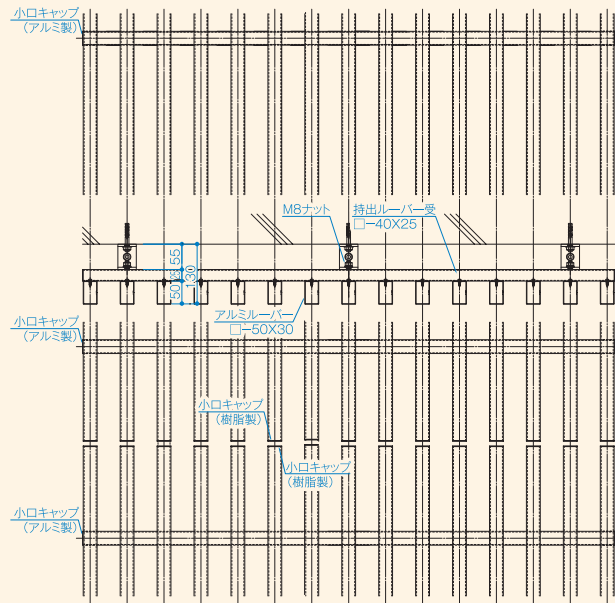 小口キャップ
(アルミ製)
M8ナット
持出ルーバー受
□-40X25
55
25
50
130
アルミルーバー
□-50X30
小口キャップ
(アルミ製)
小口キャップ
(樹脂製)
小口キャップ
(樹脂製)
小口キャップ
(アルミ製)